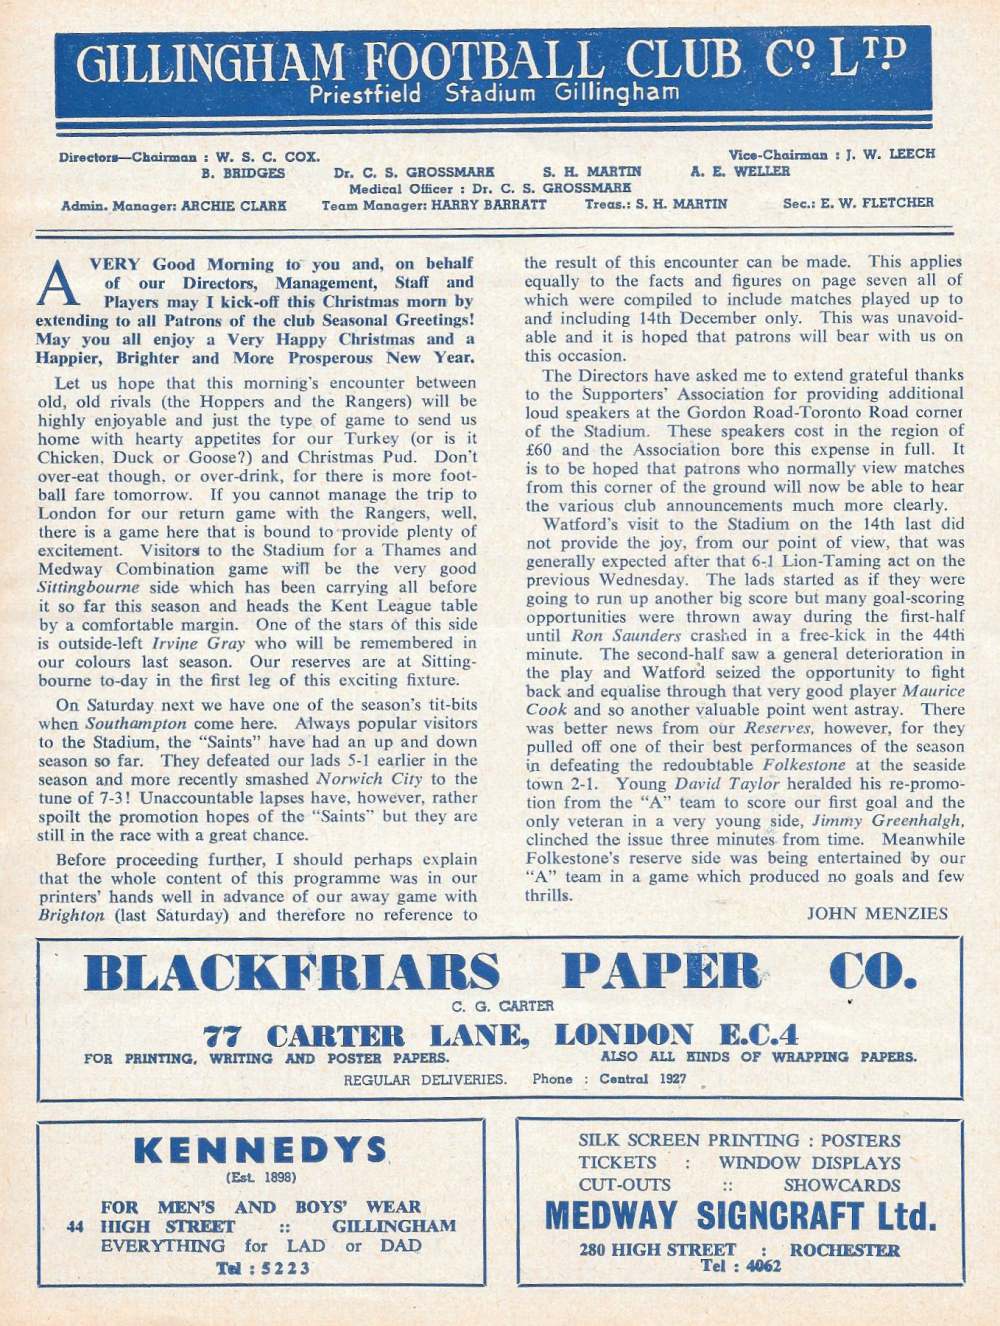 GILLINGHAM FOOTBALL CLUB Cº LTD
Priestfield Stadium Gillingham
Directors—Chairman : W. S. C. COX. Vice-Chairman : J. W. LEECH
B. BRIDGES Dr. C. S. GROSSMARK S. H. MARTIN A. E. WELLER
Medical Officer : Dr. C. S. GROSSMARK
Admin. Manager: ARCHIE CLARK Team Manager: HARRY BARRATT Treas.: S. H. MARTIN Sec.: E. W. FLETCHER
A VERY Good Morning to you and, on behalf
of our Directors, Management, Staff and
Players may I kick-off this Christmas morn by
extending to all Patrons of the club Seasonal Greetings!
May you all enjoy a Very Happy Christmas and a
Happier, Brighter and More Prosperous New Year.
Let us hope that this morning's encounter between
old, old rivals (the Hoppers and the Rangers) will be
highly enjoyable and just the type of game to send us
home with hearty appetites for our Turkey (or is it
Chicken, Duck or Goose?) and Christmas Pud. Don't
over-eat though, or over-drink, for there is more foot-
ball fare tomorrow. If you cannot manage the trip to
London for our return game with the Rangers, well,
there is a game here that is bound to provide plenty of
excitement. Visitors to the Stadium for a Thames and
Medway Combination game will be the very good
Sittingbourne side which has been carrying all before
it so far this season and heads the Kent League table
by a comfortable margin. One of the stars of this side
is outside-left Irvine Gray who will be remembered in
our colours last season. Our reserves are at Sitting-
bourne to-day in the first leg of this exciting fixture.
On Saturday next we have one of the season's tit-bits
when Southampton come here. Always popular visitors
to the Stadium, the "Saints" have had an up and down
season so far. They defeated our lads 5-1 earlier in the
season and more recently smashed Norwich City to the
tune of 7-3! Unaccountable lapses have, however, rather
spoilt the promotion hopes of the "Saints" but they are
still in the race with a great chance.
Before proceeding further, I should perhaps explain
that the whole content of this programme was in our
printers' hands well in advance of our away game with
Brighton (last Saturday) and therefore no reference to
the result of this encounter can be made. This applies
equally to the facts and figures on page seven all of
which were compiled to include matches played up to
and including 14th December only. This was unavoid-
able and it is hoped that patrons will bear with us on
this occasion.
The Directors have asked me to extend grateful thanks
to the Supporters' Association for providing additional
loud speakers at the Gordon Road-Toronto Road corner
of the Stadium. These speakers cost in the region of
£60 and the Association bore this expense in full. It
is to be hoped that patrons who normally view matches
from this corner of the ground will now be able to hear
the various club announcements much more clearly.
Watford's visit to the Stadium on the 14th last did
not provide the joy, from our point of view, that was
generally expected after that 6-1 Lion-Taming act on the
previous Wednesday. The lads started as if they were
going to run up another big score but many goal-scoring
opportunities were thrown away during the first-half
until Ron Saunders crashed in a free-kick in the 44th
minute. The second-half saw a general deterioration in
the play and Watford seized the opportunity to fight
back and equalise through that very good player Maurice
Cook and so another valuable point went astray. There
was better news from our Reserves, however, for they
pulled off one of their best performances of the season
in defeating the redoubtable Folkestone at the seaside
town 2-1. Young David Taylor heralded his re-promo-
tion from the "A" team to score our first goal and the
only veteran in a very young side, Jimmy Greenhalgh,
clinched the issue three minutes from time. Meanwhile
Folkestone's reserve side was being entertained by our
"A" team in a game which produced no goals and few
thrills.
JOHN MENZIES
BLACKFRIARS PAPER CO.
C. G. CARTER
77 CARTER LANE, LONDON E.C.4
FOR PRINTING, WRITING AND POSTER PAPERS. ALSO ALL KINDS OF WRAPPING PAPERS.
REGULAR DELIVERIES. Phone : Central 1927
KENNEDYS
(Est. 1898)
FOR MEN'S AND BOYS' WEAR
44 HIGH STREET :: GILLINGHAM
EVERYTHING for LAD or DAD
Tel : 5223
SILK SCREEN PRINTING : POSTERS
TICKETS : WINDOW DISPLAYS
CUT-OUTS :: SHOWCARDS
MEDWAY SIGNCRAFT Ltd.
280 HIGH STREET : ROCHESTER
Tel : 4062